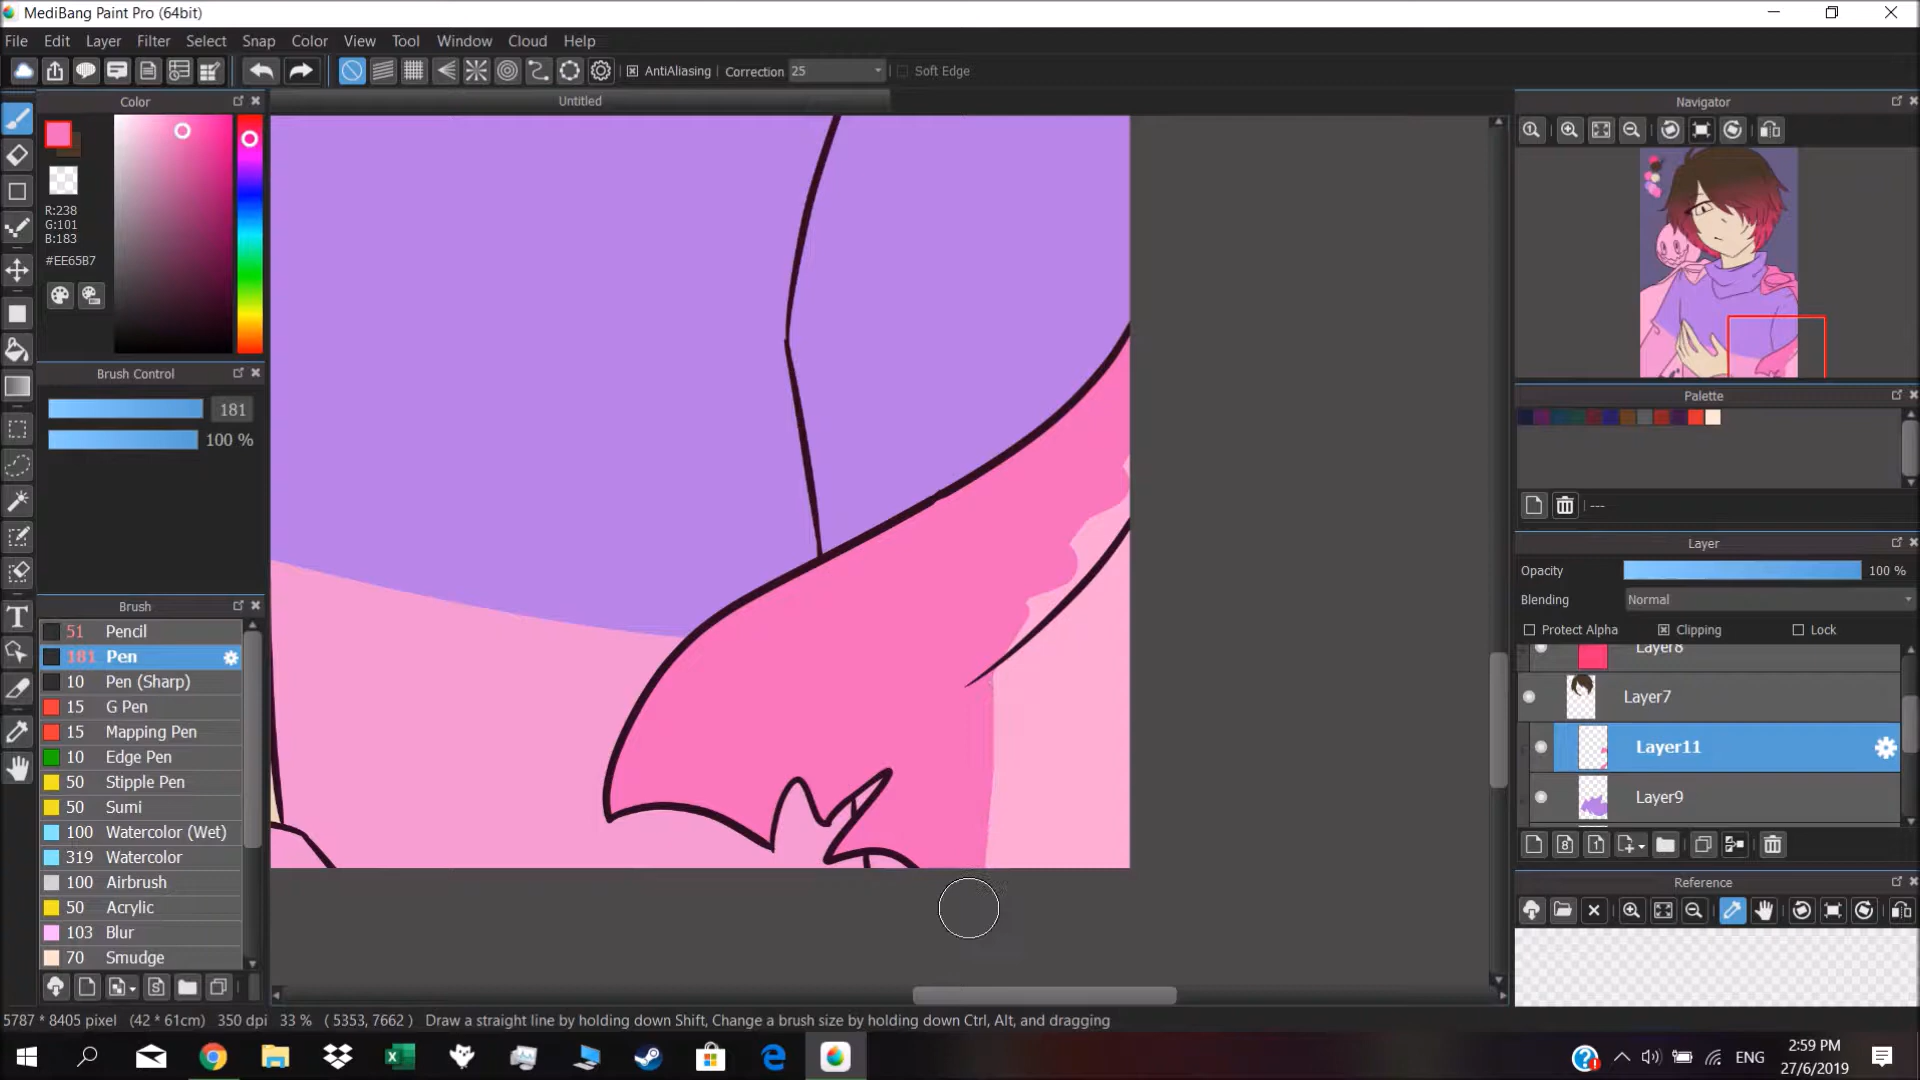 MediBang Paint Pro (64bit)
File Edit Layer Filter Select Snap Color View Tool Window Cloud Help
AntiAliasing Correction 25 Soft Edge
Color
Untitled
Navigator
R:238
G:101
B:183
#EE65B7
Brush Control
181
100 %
Palette
---
Layer
Opacity 100 %
Blending Normal
Protect Alpha Clipping Lock
Layer8
Layer7
Layer11
Layer9
Brush
51 Pencil
181 Pen
10 Pen (Sharp)
15 G Pen
15 Mapping Pen
10 Edge Pen
50 Stipple Pen
50 Sumi
100 Watercolor (Wet)
319 Watercolor
100 Airbrush
50 Acrylic
103 Blur
70 Smudge
Reference
5787 * 8405 pixel (42 * 61cm) 350 dpi 33 % ( 5353, 7662 ) Draw a straight line by holding down Shift, Change a brush size by holding down Ctrl, Alt, and dragging
ENG
2:59 PM
27/6/2019